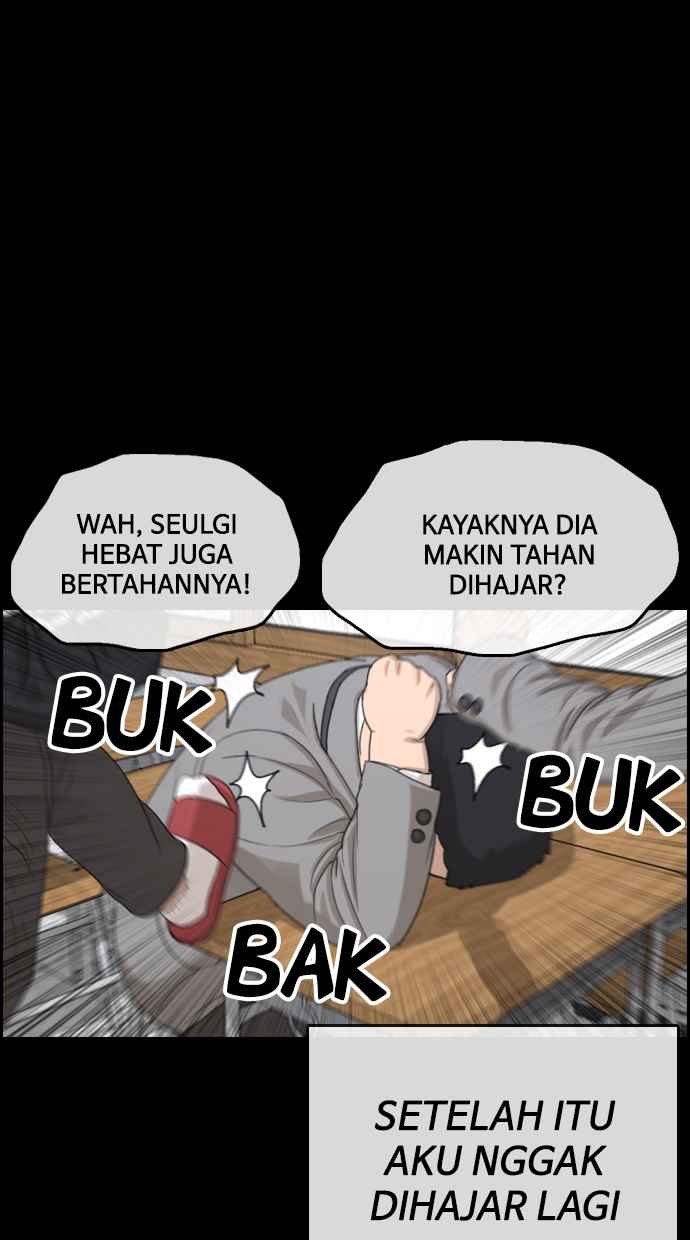 WAH, SEULGI
HEBAT JUGA
BERTAHANNYA!
KAYAKNYA DIA
MAKIN TAHAN
DIHAJAR?
BUK
BUK
BAK
SETELAH ITU
AKU NGGAK
DIHAJAR LAGI